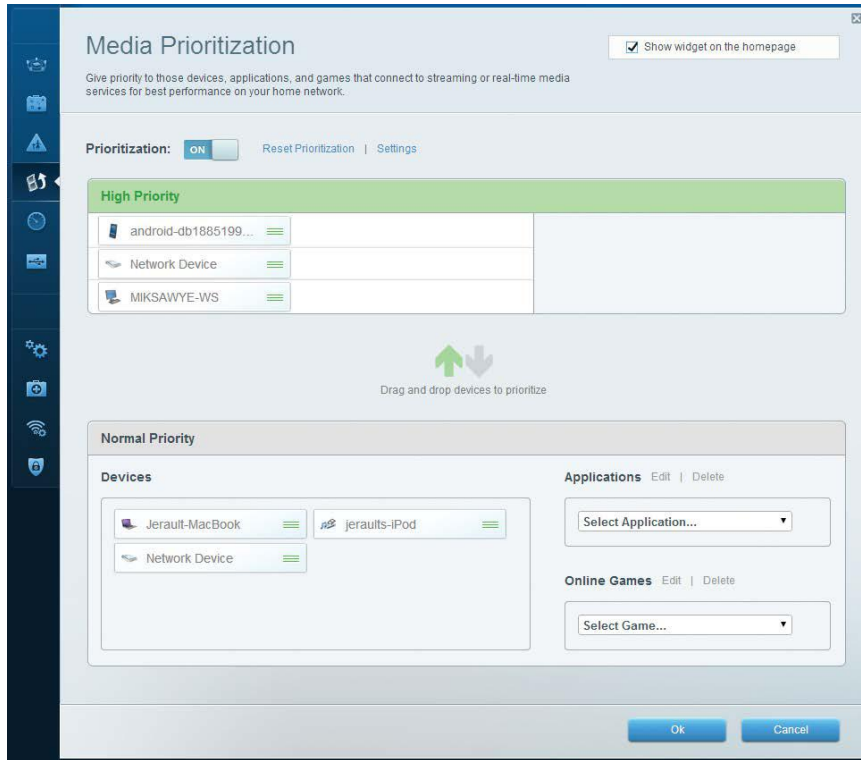 Media Prioritization
Show widget on the homepage
Give priority to those devices, applications, and games that connect to streaming or real-time media
services for best performance on your home network.
Prioritization: ON Reset Prioritization | Settings
High Priority
android-db1885199...
Network Device
MIKSAWYE-WS
Drag and drop devices to prioritize
Normal Priority
Devices
Jerault-MacBook
jeraults-iPod
Network Device
Applications Edit | Delete
Select Application...
Online Games Edit | Delete
Select Game...
Ok Cancel